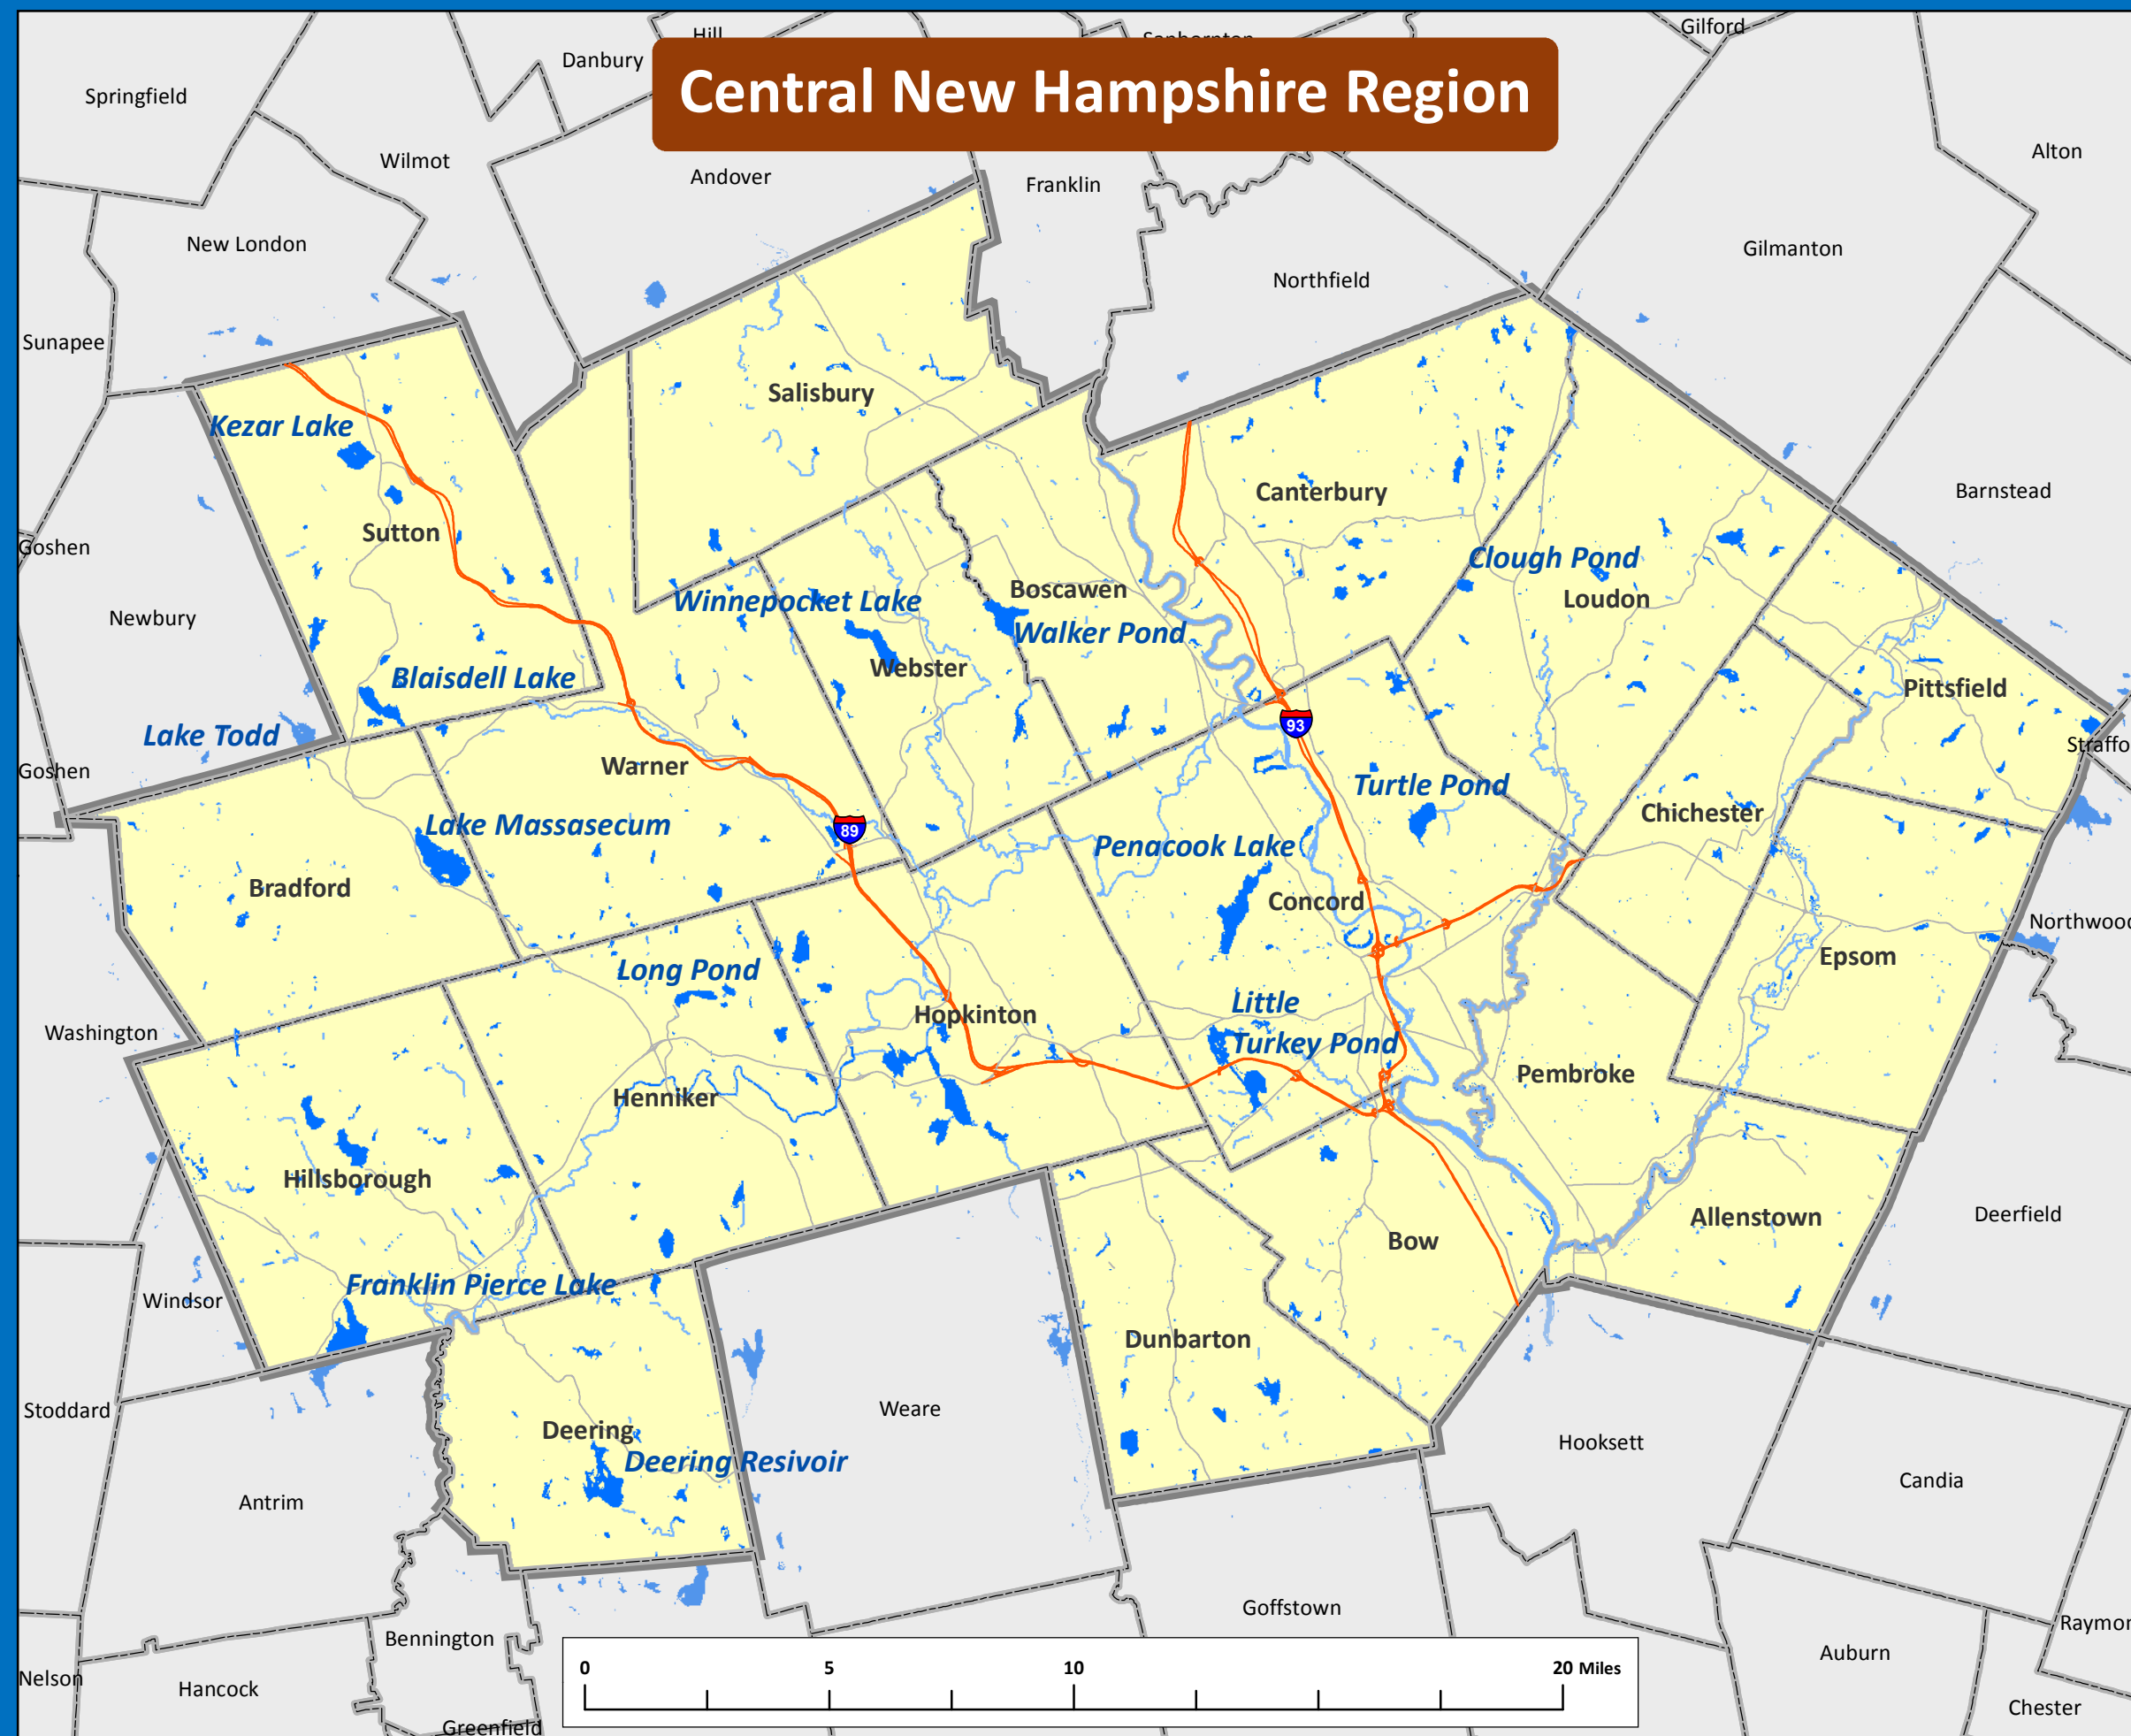 Gilford
Hill
Central New Hampshire Region
Danbury
Springfield
Alton
Wilmot
Andover
Franklin
New London
Gilmanton
Northfield
Sunapee
Salisbury
Kezar Lake
Canterbury
Barnstead
Sutton
Goshen
Clough Pond
Boscawen
Loudon
Winnepocket Lake
Newbury
Walker Pond
Webster
Blaisdell Lake
Pittsfield
93
Lake Todd
Straffo
Warner
Goshen
Turtle Pond
Chichester
Lake Massasecum
89
Penacook Lake
Bradford
Concord
Northwood
Epsom
Long Pond
Little
Turkey Pond
Hopkinton
Washington
Pembroke
Henniker
Hillsborough
Allenstown
Deerfield
Bow
Franklin Pierce Lake
Windsor
Dunbarton
Stoddard
Weare
Deering
Hooksett
Deering Resivoir
Candia
Antrim
Goffstown
Raymor
Bennington
Auburn
0 5 10 20 Miles
Nelson
Hancock
Chester
Greenfield